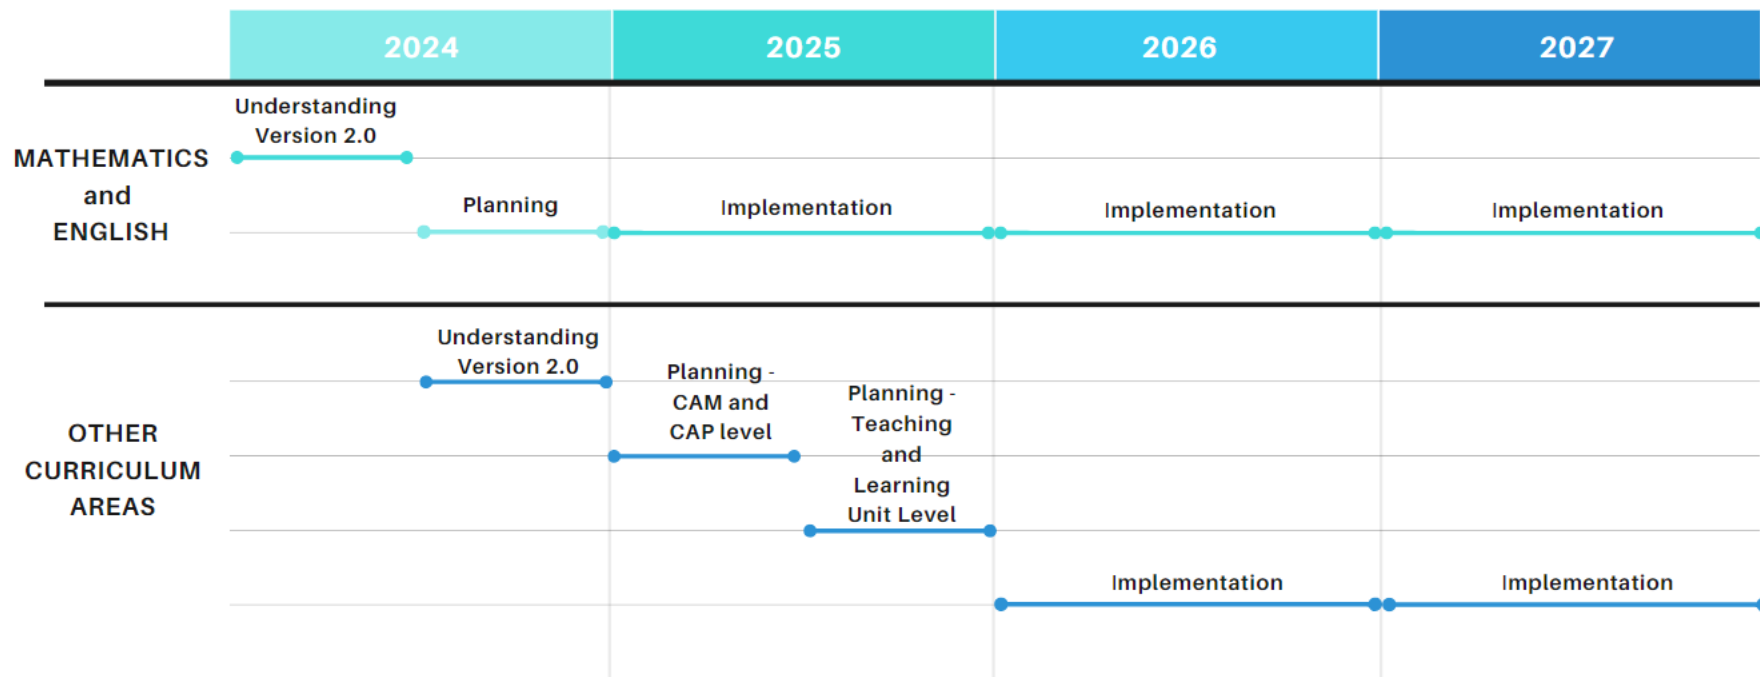 2024
2025
2026
2027
MATHEMATICS
and
ENGLISH
Understanding
Version 2.0
Planning
Implementation
Implementation
Implementation
OTHER
CURRICULUM
AREAS
Understanding
Version 2.0
Planning -
CAM and
CAP level
Planning -
Teaching
and
Learning
Unit Level
Implementation
Implementation